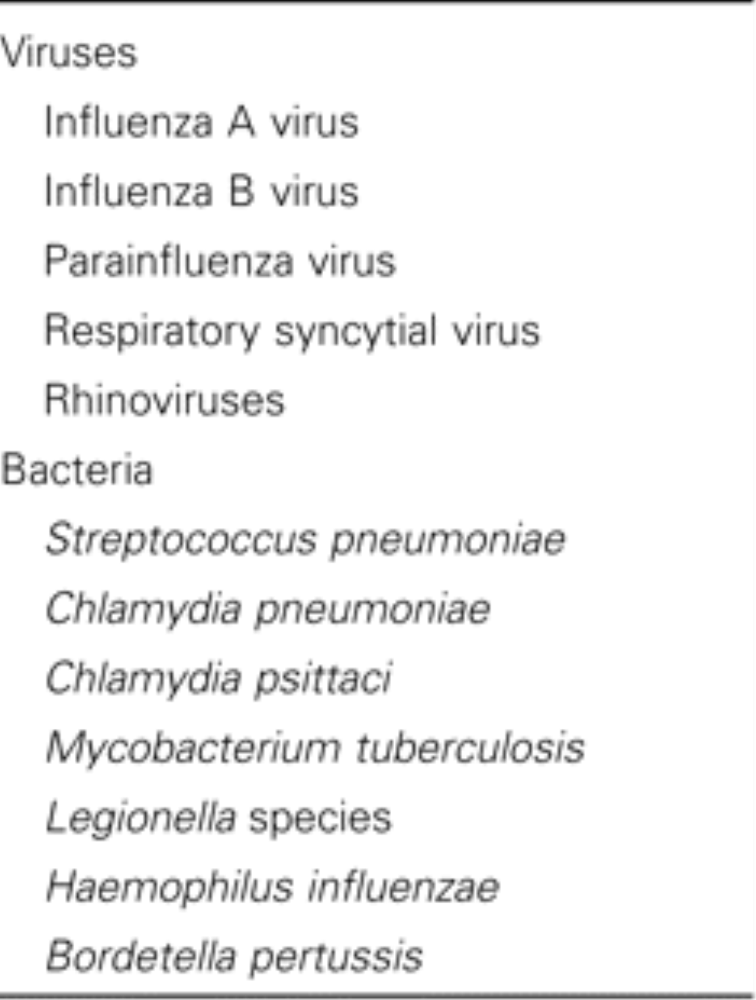 Viruses
Influenza A virus
Influenza B virus
Parainfluenza virus
Respiratory syncytial virus
Rhinoviruses
Bacteria
Streptococcus pneumoniae
Chlamydia pneumoniae
Chlamydia psittaci
Mycobacterium tuberculosis
Legionella species
Haemophilus influenzae
Bordetella pertussis